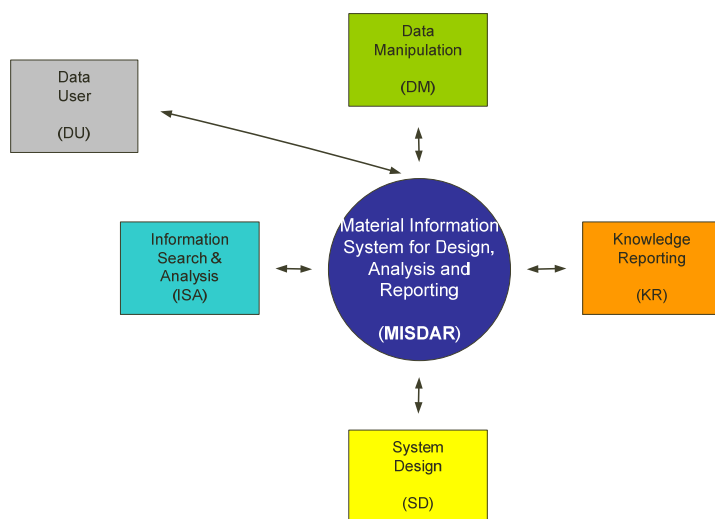 Data
Manipulation
(DM)
Data
User
(DU)
Material Information
System for Design,
Analysis and
Reporting
(MISDAR)
Information
Search &
Analysis
(ISA)
Knowledge
Reporting
(KR)
System
Design
(SD)